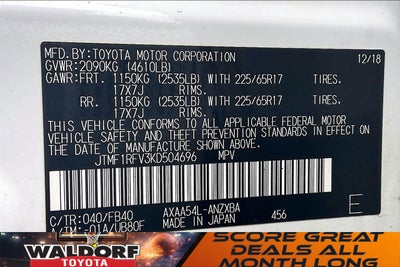 MFD.BY:TOYOTA MOTOR CORPORATION 12/18
GVWR:2090KG (4610LB)
GAWR:FRT. 1150KG (2535LB) WITH 225/65R17 TIRES.
17X7J RIMS.
RR. 1150KG (2535LB) WITH 225/65R17 TIRES.
17X7J RIMS.
THIS VEHICLE CONFORMS TO ALL APPLICABLE FEDERAL MOTOR
VEHICLE SAFETY AND THEFT PREVENTION STANDARDS IN EFFECT
ON THE DATE OF MANUFACTURE SHOWN ABOVE.
JTMF1RFV3KD504696 MPV
C/TR:040/FB40 AXAA54L-ANZXBA
A/TM:-01A/UB80F MADE IN JAPAN 456 E
WALDORF
TOYOTA
SCORE GREAT
DEALS ALL
MONTH LONG!